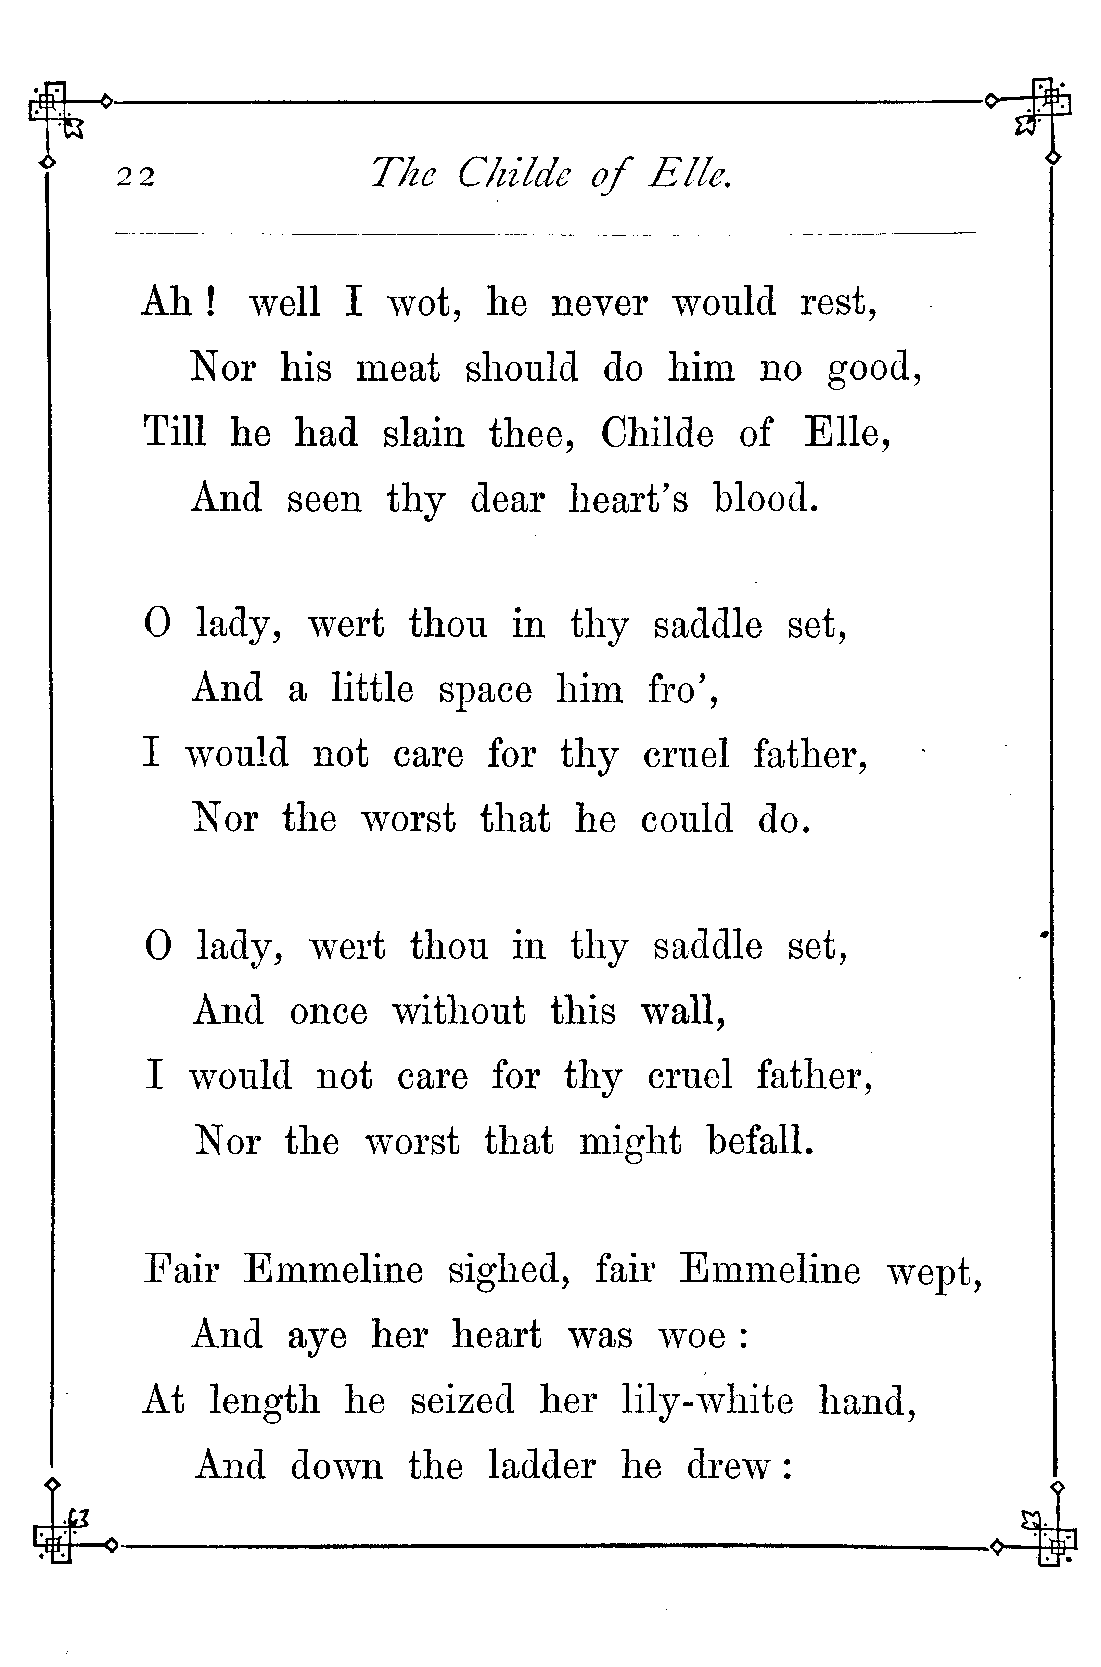 22 The Childe of Elle.
Ah ! well I wot, he never would rest,
Nor his meat should do him no good,
Till he had slain thee, Childe of Elle,
And seen thy dear heart's blood.
O lady, wert thou in thy saddle set,
And a little space him fro',
I would not care for thy cruel father,
Nor the worst that he could do.
O lady, wert thou in thy saddle set,
And once without this wall,
I would not care for thy cruel father,
Nor the worst that might befall.
Fair Emmeline sighed, fair Emmeline wept,
And aye her heart was woe :
At length he seized her lily-white hand,
And down the ladder he drew :